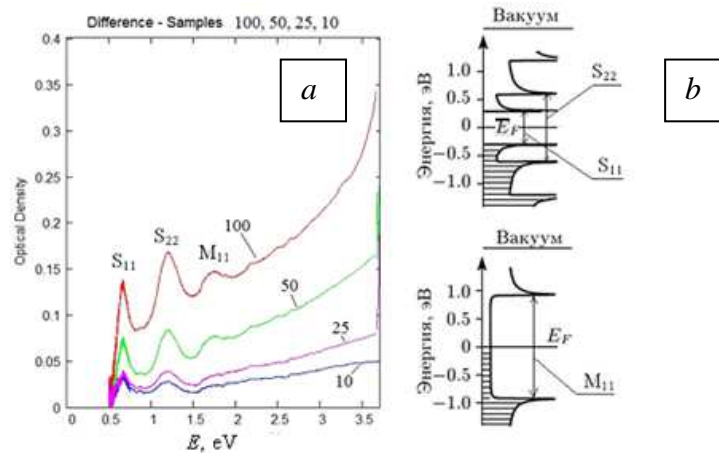 Difference - Samples 100, 50, 25, 10
0.4
0.35
0.3
0.25
0.2
0.15
0.1
0.05
0
Optical Density
a
S11
S22
M11
100
50
25
10
0 0.5 1 1.5 2 2.5 3 3.5
E, eV
Вакуум
b
Энергия, эВ
1.0
0.5
0
−0.5
−1.0
E_F
S22
S11
Вакуум
Энергия, эВ
1.0
0.5
0
−0.5
−1.0
E_F
M11